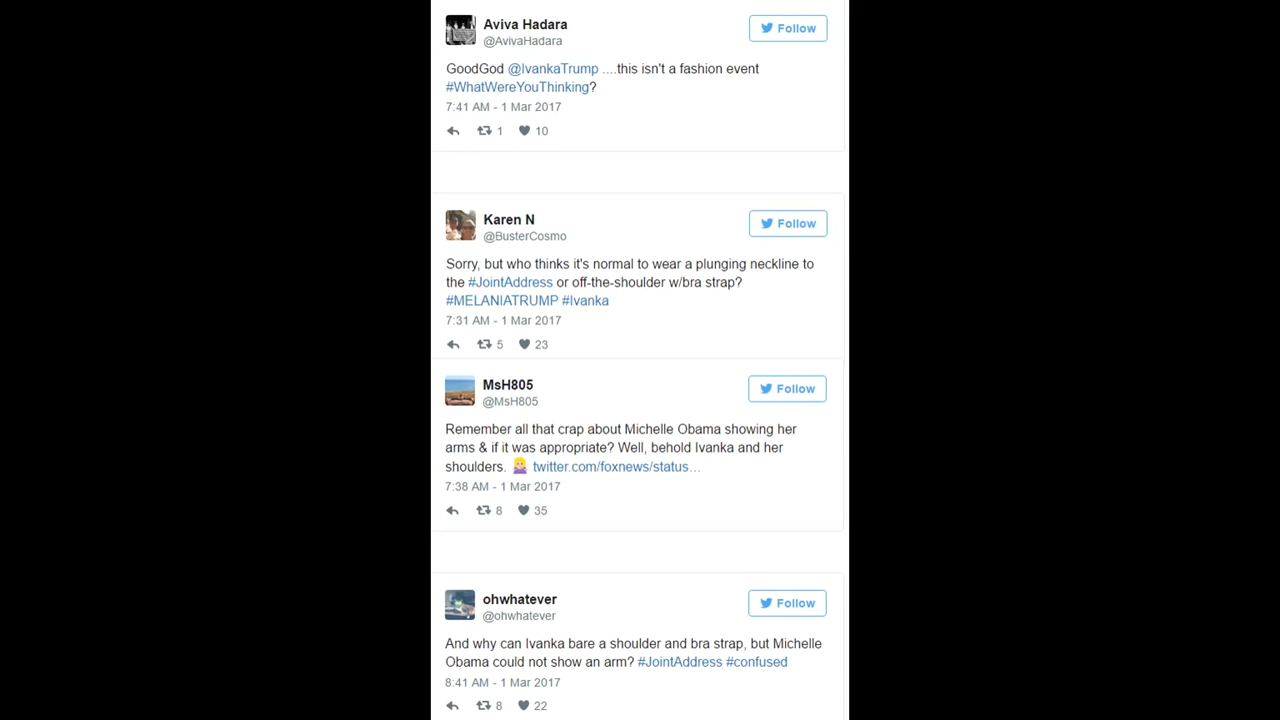 Aviva Hadara
@AvivaHadara
Follow
GoodGod @IvankaTrump ....this isn't a fashion event
#WhatWereYouThinking?
7:41 AM - 1 Mar 2017
1 10
Karen N
@BusterCosmo
Follow
Sorry, but who thinks it's normal to wear a plunging neckline to
the #JointAddress or off-the-shoulder w/bra strap?
#MELANIATRUMP #Ivanka
7:31 AM - 1 Mar 2017
5 23
MsH805
@MsH805
Follow
Remember all that crap about Michelle Obama showing her
arms & if it was appropriate? Well, behold Ivanka and her
shoulders. 🤷🏼‍♀️ twitter.com/foxnews/status…
7:38 AM - 1 Mar 2017
8 35
ohwhatever
@ohwhatever
Follow
And why can Ivanka bare a shoulder and bra strap, but Michelle
Obama could not show an arm? #JointAddress #confused
8:41 AM - 1 Mar 2017
8 22